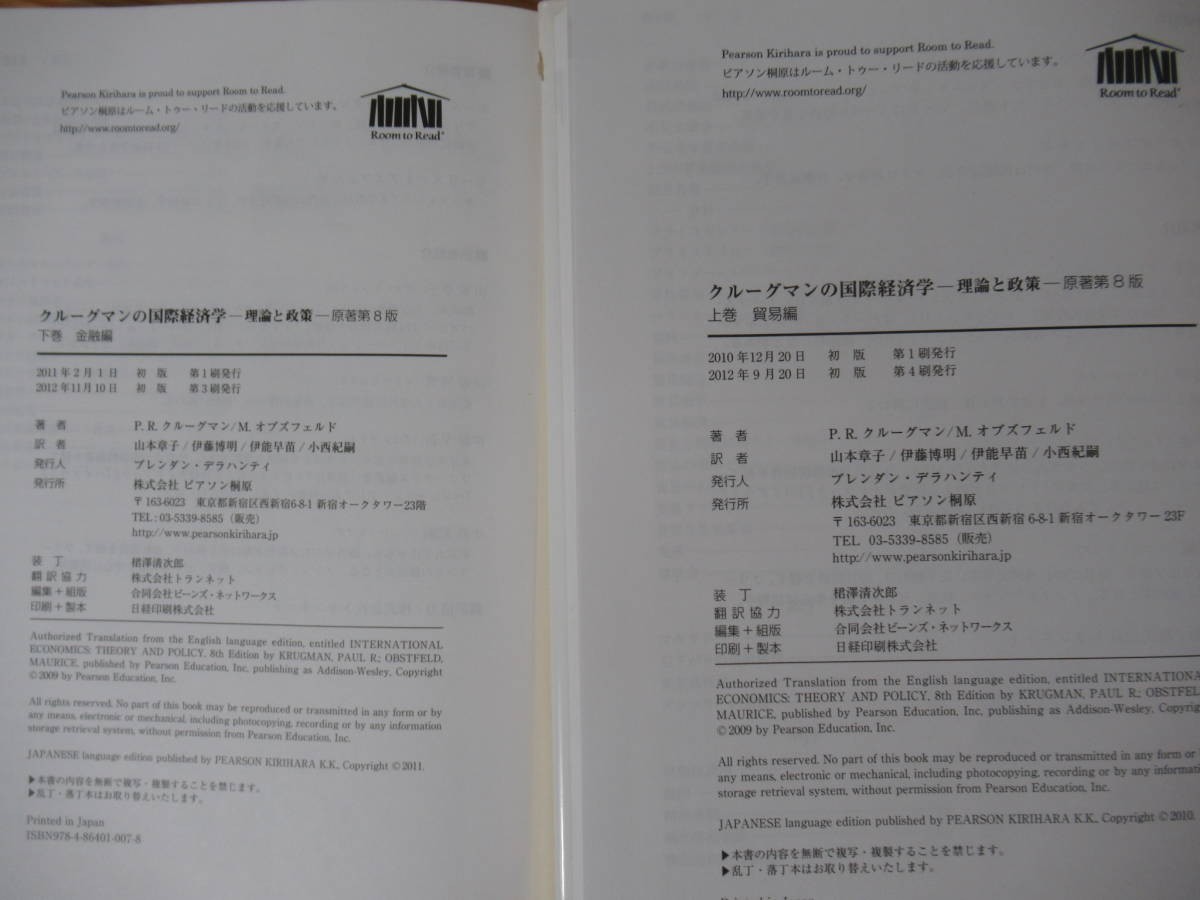 Pearson Kirihara is proud to support Room to Read.
ピアソン桐原はルーム・トゥー・リードの活動を応援しています。
http://www.roomtoread.org/
Room to Read®
クルーグマンの国際経済学―理論と政策―原著第8版
下巻 金融編
2011年2月1日 初 版 第1刷発行
2012年11月10日 初 版 第3刷発行
著 者 P. R. クルーグマン/M. オブズフェルド
訳 者 山本章子/伊藤博明/伊能早苗/小西紀嗣
発行人 ブレンダン・デラハンティ
発行所 株式会社 ピアソン桐原
〒163-6023 東京都新宿区西新宿6-8-1 新宿オークタワー23階
TEL: 03-5339-8585（販売）
http://www.pearsonkirihara.jp
装 丁 楮澤清次郎
翻訳協力 株式会社トランネット
編集＋組版 合同会社ビーンズ・ネットワークス
印刷＋製本 日経印刷株式会社
Authorized Translation from the English language edition, entitled INTERNATIONAL
ECONOMICS: THEORY AND POLICY, 8th Edition by KRUGMAN, PAUL R.; OBSTFELD,
MAURICE, published by Pearson Education, Inc, publishing as Addison-Wesley, Copyright
©2009 by Pearson Education, Inc.
All rights reserved. No part of this book may be reproduced or transmitted in any form or by
any means, electronic or mechanical, including photocopying, recording or by any information
storage retrieval system, without permission from Pearson Education, Inc.
JAPANESE language edition published by PEARSON KIRIHARA K.K., Copyright ©2011.
▶本書の内容を無断で複写・複製することを禁じます。
▶乱丁・落丁本はお取り替えいたします。
Printed in Japan
ISBN978-4-86401-007-8
Pearson Kirihara is proud to support Room to Read.
ピアソン桐原はルーム・トゥー・リードの活動を応援しています。
http://www.roomtoread.org/
Room to Read®
クルーグマンの国際経済学―理論と政策―原著第8版
上巻 貿易編
2010年12月20日 初 版 第1刷発行
2012年9月20日 初 版 第4刷発行
著 者 P. R. クルーグマン/M. オブズフェルド
訳 者 山本章子/伊藤博明/伊能早苗/小西紀嗣
発行人 ブレンダン・デラハンティ
発行所 株式会社 ピアソン桐原
〒163-6023 東京都新宿区西新宿 6-8-1 新宿オークタワー 23F
TEL 03-5339-8585（販売）
http://www.pearsonkirihara.jp
装 丁 楮澤清次郎
翻訳協力 株式会社トランネット
編集＋組版 合同会社ビーンズ・ネットワークス
印刷＋製本 日経印刷株式会社
Authorized Translation from the English language edition, entitled INTERNATIONA
ECONOMICS: THEORY AND POLICY, 8th Edition by KRUGMAN, PAUL R.; OBSTFEL
MAURICE, published by Pearson Education, Inc, publishing as Addison-Wesley, Copyrig
©2009 by Pearson Education, Inc.
All rights reserved. No part of this book may be reproduced or transmitted in any form or
any means, electronic or mechanical, including photocopying, recording or by any informati
storage retrieval system, without permission from Pearson Education, Inc.
JAPANESE language edition published by PEARSON KIRIHARA K.K., Copyright ©2010.
▶本書の内容を無断で複写・複製することを禁じます。
▶乱丁・落丁本はお取り替えいたします。